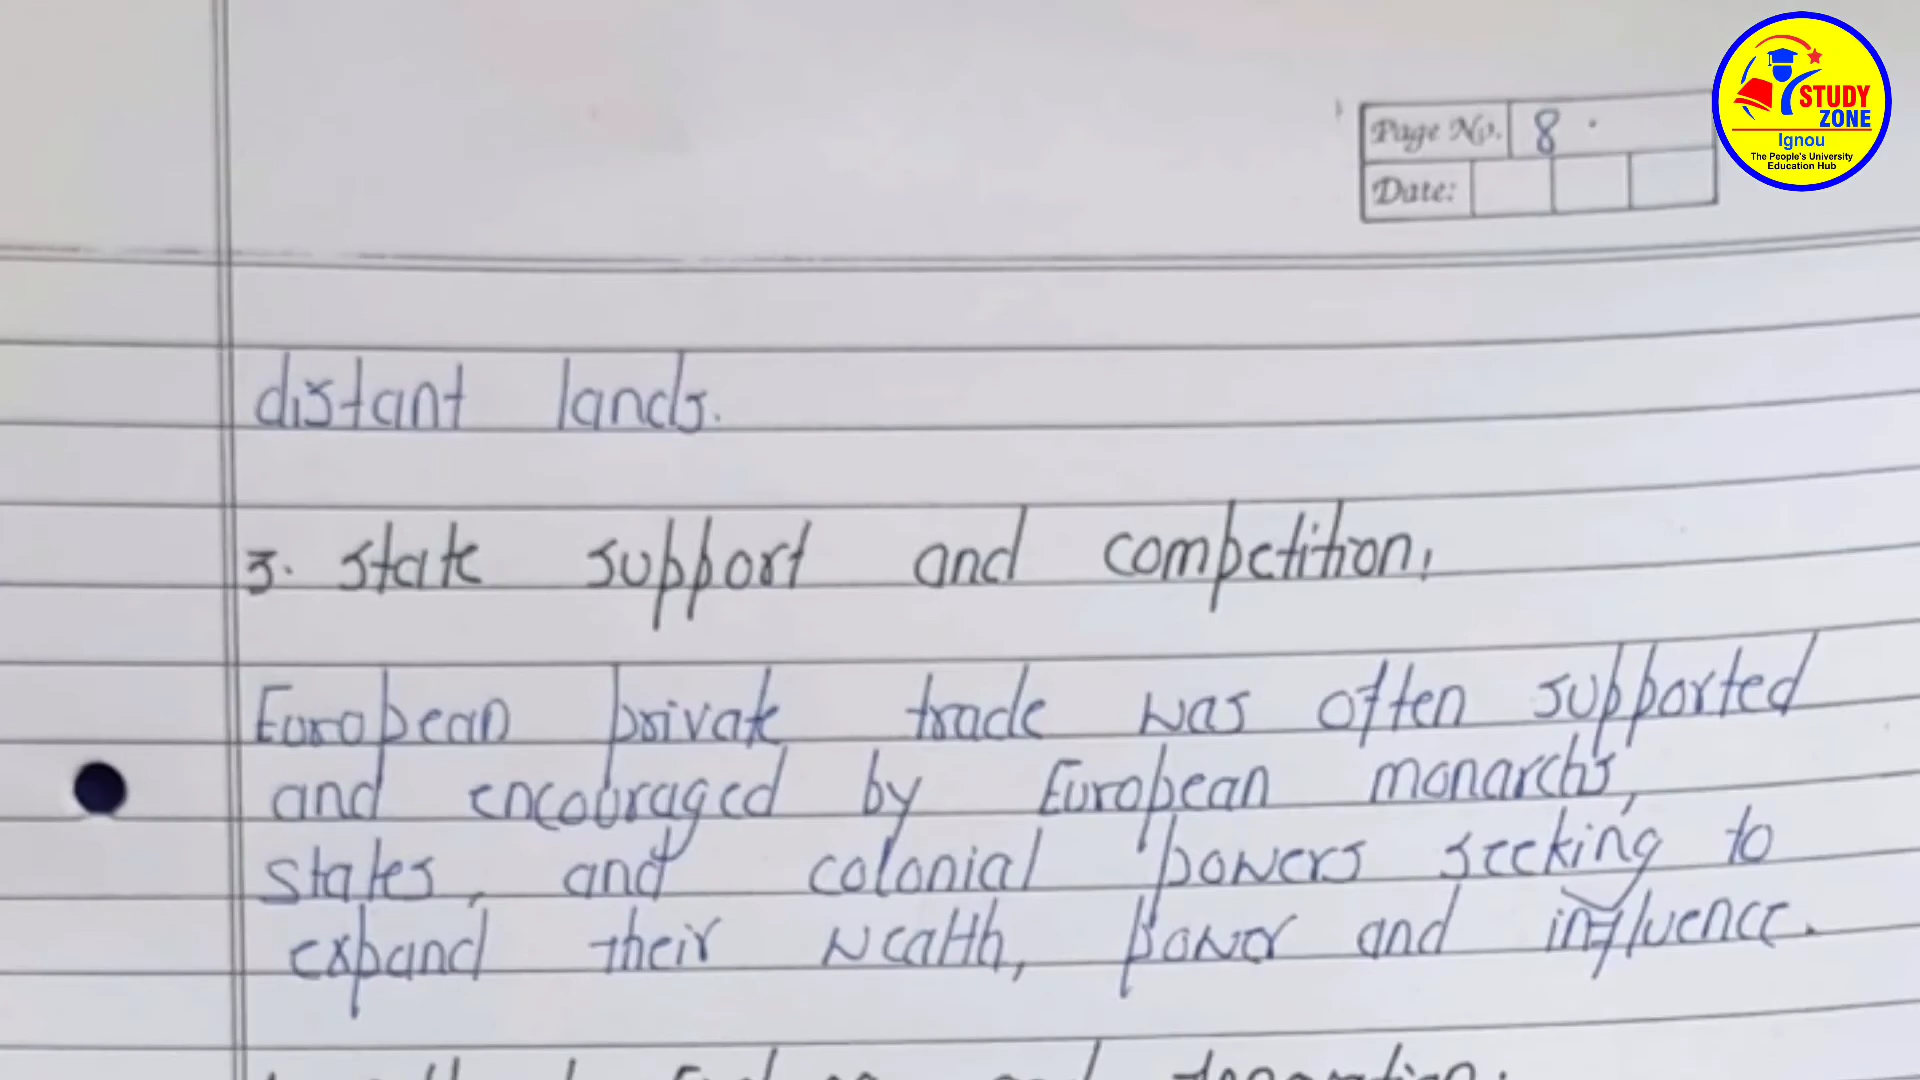 Page No. 8
Date:
STUDY
ZONE
Ignou
The People's University
Education Hub
distant lands.
3. state support and competition.
European private trade was often supported
and encouraged by European monarchs,
states, and colonial powers seeking to
expand their wealth, power and influence.